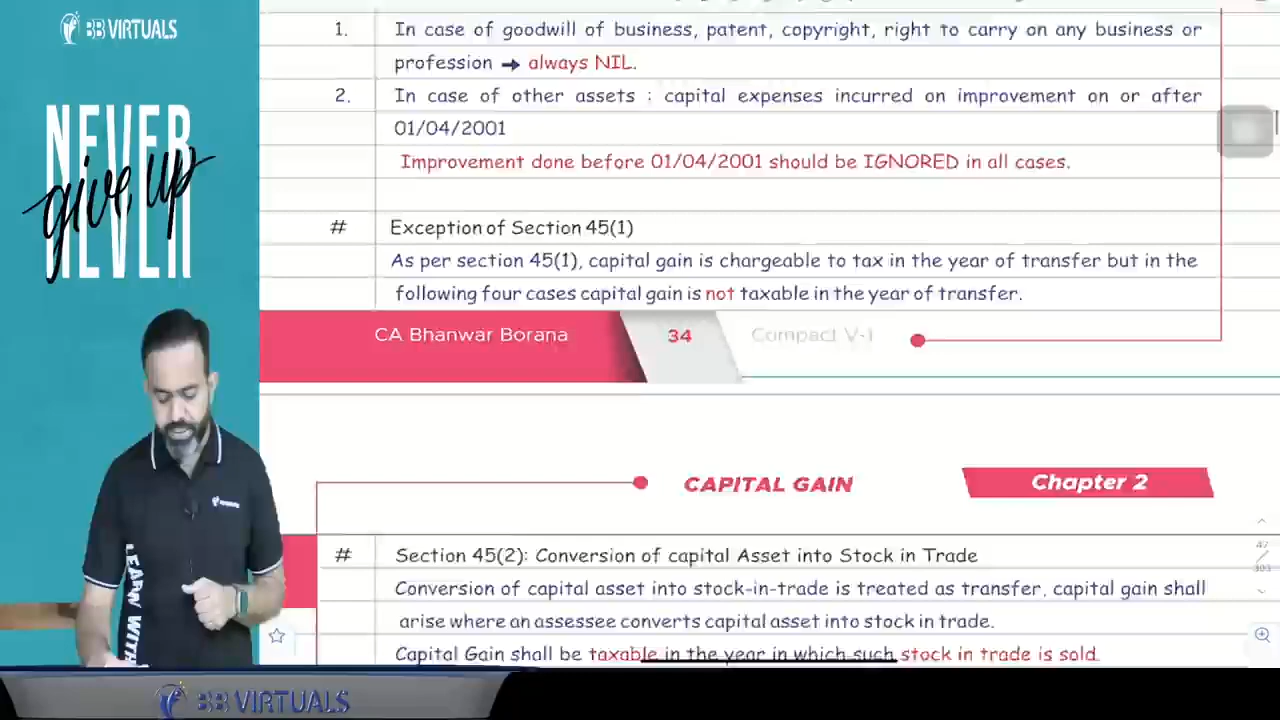 BB VIRTUALS
NEVER
give up
NEVER
1. In case of goodwill of business, patent, copyright, right to carry on any business or
profession → always NIL.
2. In case of other assets : capital expenses incurred on improvement on or after
01/04/2001
Improvement done before 01/04/2001 should be IGNORED in all cases.
# Exception of Section 45(1)
As per section 45(1), capital gain is chargeable to tax in the year of transfer but in the
following four cases capital gain is not taxable in the year of transfer.
CA Bhanwar Borana 34 Compact V-1
CAPITAL GAIN Chapter 2
# Section 45(2): Conversion of capital Asset into Stock in Trade
Conversion of capital asset into stock-in-trade is treated as transfer, capital gain shall
arise where an assessee converts capital asset into stock in trade.
Capital Gain shall be taxable in the year in which such stock in trade is sold.
47
303
LEARN WITH
BB VIRTUALS